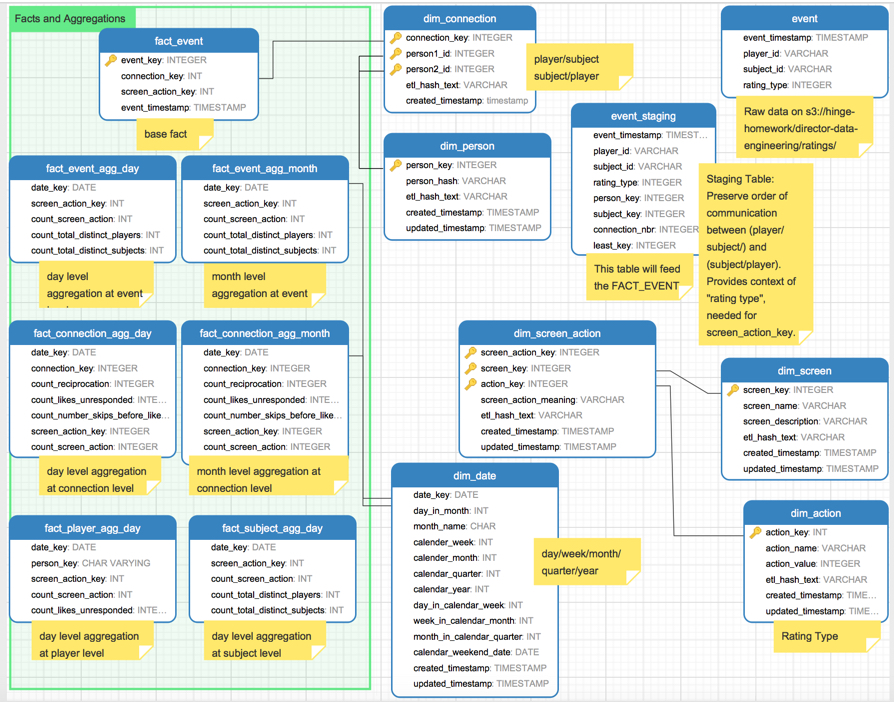 Facts and Aggregations
fact_event
event_key: INTEGER
connection_key: INT
screen_action_key: INT
event_timestamp: TIMESTAMP
base fact
fact_event_agg_day
date_key: DATE
screen_action_key: INT
count_screen_action: INT
count_total_distinct_players: INT
count_total_distinct_subjects: INT
day level
aggregation at event
fact_event_agg_month
date_key: DATE
screen_action_key: INT
count_screen_action: INT
count_total_distinct_players: INT
count_total_distinct_subjects: INT
month level
aggregation at event
fact_connection_agg_day
date_key: DATE
connection_key: INTEGER
count_reciprocation: INTEGER
count_likes_unresponded: INTE...
count_number_skips_before_like...
screen_action_key: INTEGER
count_screen_action: INTEGER
day level aggregation
at connection level
fact_connection_agg_month
date_key: DATE
connection_key: INTEGER
count_reciprocation: INTEGER
count_likes_unresponded: INTE...
count_number_skips_before_like...
screen_action_key: INTEGER
count_screen_action: INTEGER
month level aggregation at
connection level
fact_player_agg_day
date_key: DATE
person_key: CHAR VARYING
screen_action_key: INT
count_screen_action: INT
count_likes_unresponded: INTE...
day level aggregation
at player level
fact_subject_agg_day
date_key: DATE
screen_action_key: INT
count_screen_action: INT
count_total_distinct_players: INT
count_total_distinct_subjects: INT
day level aggregation
at subject level
dim_connection
connection_key: INTEGER
person1_id: INTEGER
person2_id: INTEGER
etl_hash_text: VARCHAR
created_timestamp: timestamp
player/subject
subject/player
dim_person
person_key: INTEGER
person_hash: VARCHAR
etl_hash_text: VARCHAR
created_timestamp: TIMESTAMP
updated_timestamp: TIMESTAMP
event
event_timestamp: TIMESTAMP
player_id: VARCHAR
subject_id: VARCHAR
rating_type: INTEGER
Raw data on s3://hinge-
homework/director-data-
engineering/ratings/
event_staging
event_timestamp: TIMEST...
player_id: VARCHAR
subject_id: VARCHAR
rating_type: INTEGER
person_key: INTEGER
subject_key: INTEGER
connection_nbr: INTEGER
least_key: INTEGER
This table will feed
the FACT_EVENT
Staging Table:
Preserve order of
communication
between (player/
subject/) and
(subject/player).
Provides context of
"rating type",
needed for
screen_action_key.
dim_screen_action
screen_action_key: INTEGER
screen_key: INTEGER
action_key: INTEGER
screen_action_meaning: VARCHAR
etl_hash_text: VARCHAR
created_timestamp: TIMESTAMP
updated_timestamp: TIMESTAMP
dim_screen
screen_key: INTEGER
screen_name: VARCHAR
screen_description: VARCHAR
etl_hash_text: VARCHAR
created_timestamp: TIMESTAMP
updated_timestamp: TIMESTAMP
dim_date
date_key: DATE
day_in_month: INT
month_name: CHAR
calender_week: INT
calender_month: INT
calendar_quarter: INT
calendar_year: INT
day_in_calendar_week: INT
week_in_calendar_month: INT
month_in_calendar_quarter: INT
calendar_weekend_date: DATE
created_timestamp: TIMESTAMP
updated_timestamp: TIMESTAMP
day/week/month/
quarter/year
dim_action
action_key: INT
action_name: VARCHAR
action_value: INTEGER
etl_hash_text: VARCHAR
created_timestamp: TIME...
updated_timestamp: TIME...
Rating Type